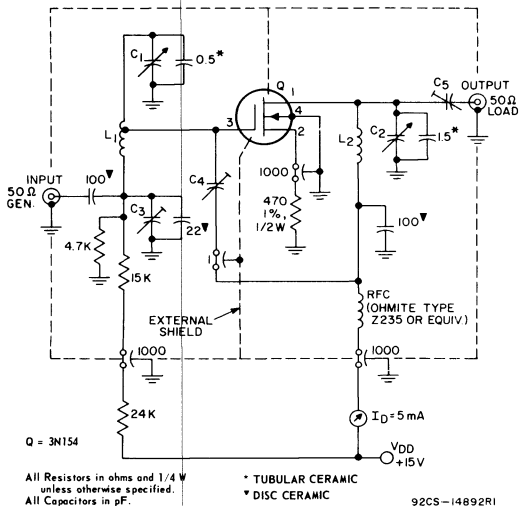 C1
0.5*
Q
1
C5
OUTPUT
50Ω
LOAD
3
4
2
L1
C2
1.5*
L2
INPUT
50Ω
GEN.
100▼
C4
1000
C3
22▼
470
1%,
1/2W
100▼
4.7K
1
15K
RFC
(OHMITE TYPE
Z235 OR EQUIV.)
EXTERNAL
SHIELD
1000
1000
24K
ID=5mA
Q = 3N154
VDD
+15V
All Resistors in ohms and 1/4 W
unless otherwise specified.
All Capacitors in pF.
* TUBULAR CERAMIC
▼ DISC CERAMIC
92CS-14892R1